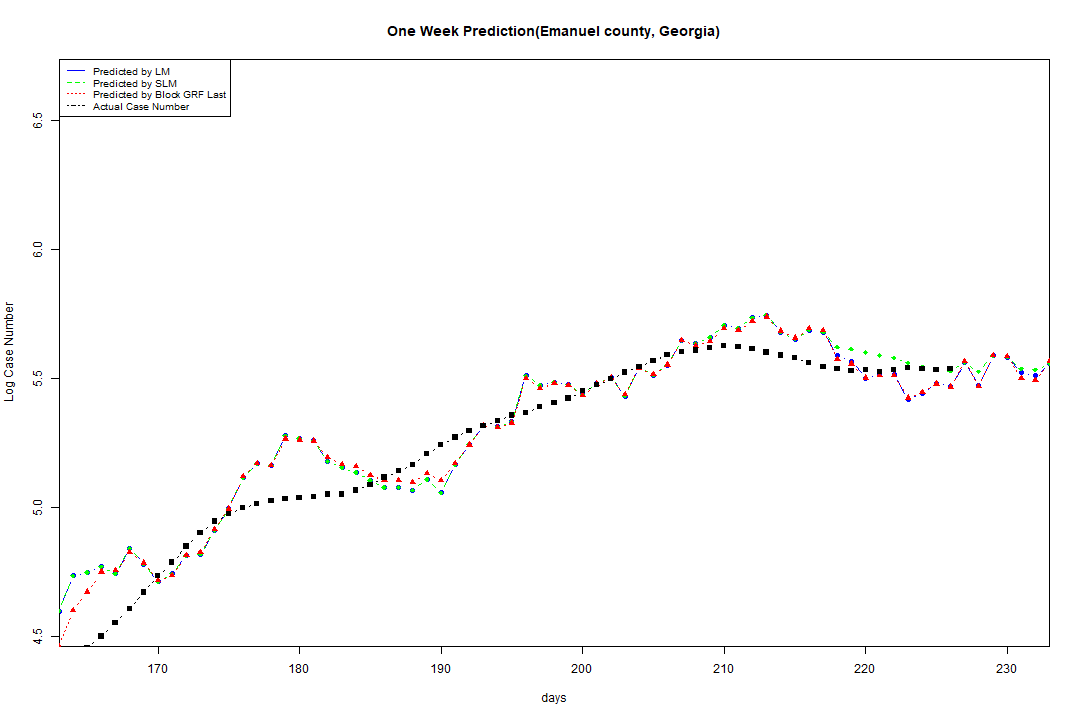 One Week Prediction(Emanuel county, Georgia)
Predicted by LM
Predicted by SLM
Predicted by Block GRF Last
Actual Case Number
6.5
6.0
5.5
5.0
4.5
Log Case Number
170 180 190 200 210 220 230
days